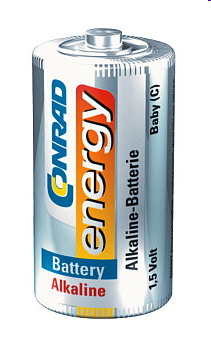 CONRAD
energy
Battery
Alkaline
Alkaline-Batterie
Baby (C)
1,5 Volt